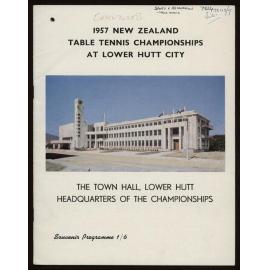 1957 NEW ZEALAND
TABLE TENNIS CHAMPIONSHIPS
AT LOWER HUTT CITY
THE TOWN HALL, LOWER HUTT
HEADQUARTERS OF THE CHAMPIONSHIPS
Souvenir Programme 1/6